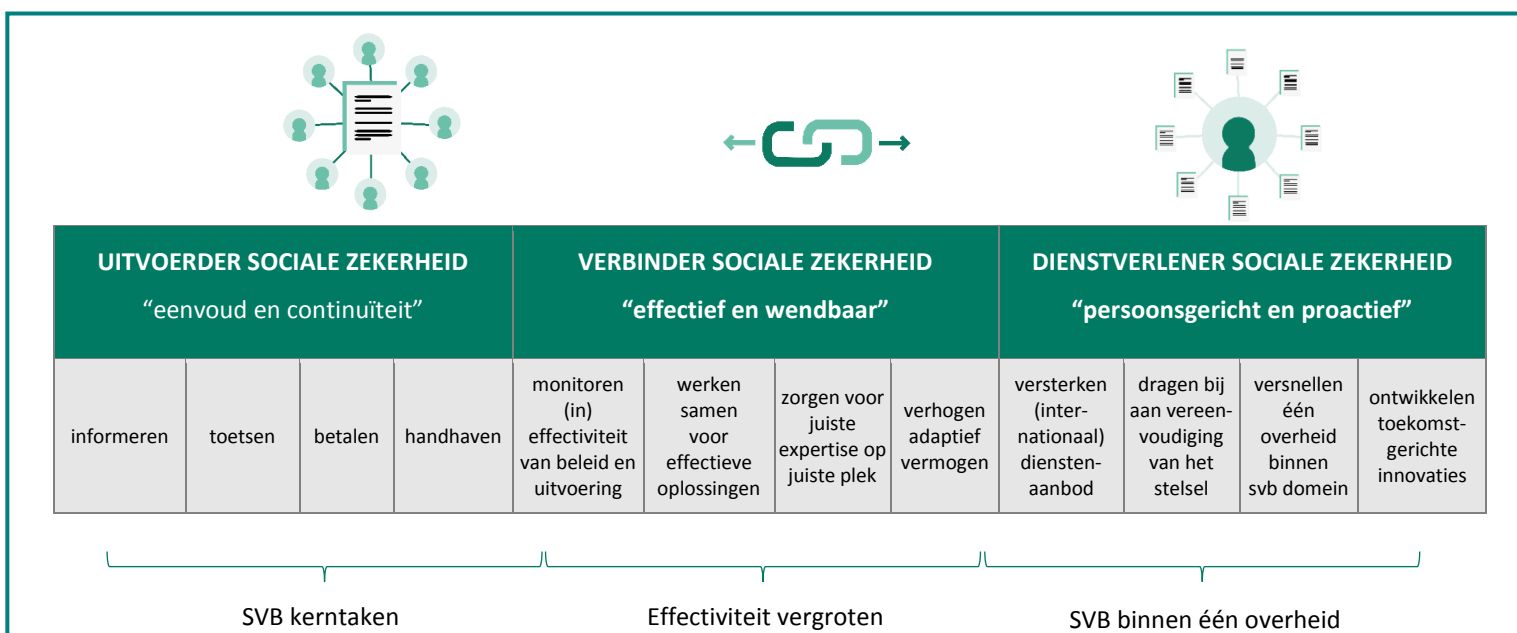 UITVOERDER SOCIALE ZEKERHEID
“eenvoud en continuïteit”
VERBINDER SOCIALE ZEKERHEID
“effectief en wendbaar”
DIENSTVERLENER SOCIALE ZEKERHEID
“persoonsgericht en proactief”
informeren
toetsen
betalen
handhaven
monitoren
(in)
effectiviteit
van beleid en
uitvoering
werken
samen
voor
effectieve
oplossingen
zorgen voor
juiste
expertise op
juiste plek
verhogen
adaptief
vermogen
versterken
(inter-
nationaal)
diensten-
aanbod
dragen bij
aan vereen-
voudiging
van het
stelsel
versnellen
één
overheid
binnen
svb domein
ontwikkelen
toekomst-
gerichte
innovaties
SVB kerntaken
Effectiviteit vergroten
SVB binnen één overheid